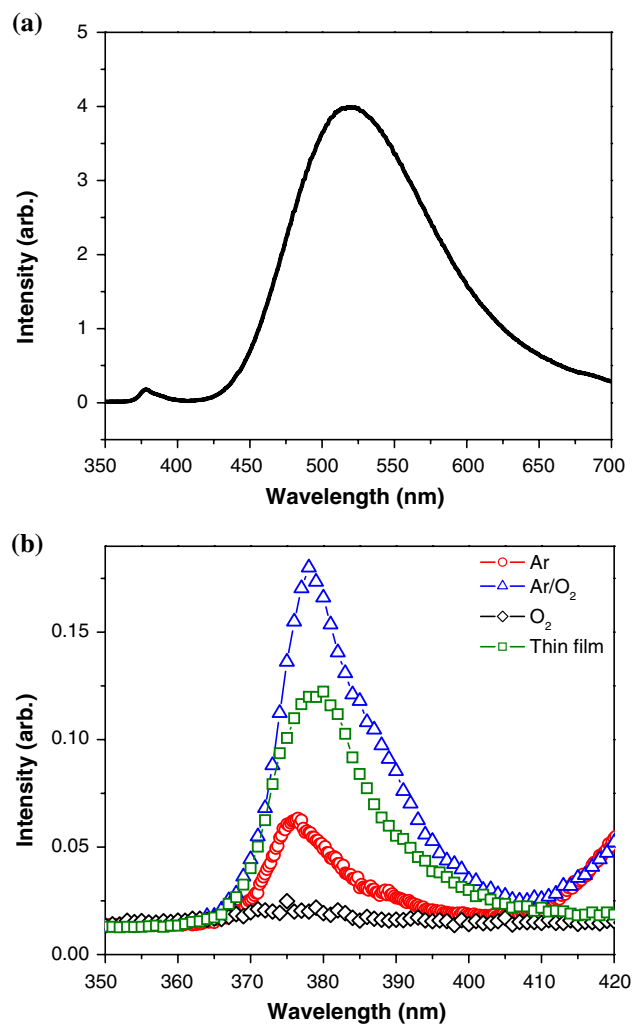 (a)
5
4
3
2
1
0
Intensity (arb.)
350 400 450 500 550 600 650 700
Wavelength (nm)
(b)
Ar
Ar/O₂
O₂
Thin film
0.15
0.10
0.05
0.00
Intensity (arb.)
350 360 370 380 390 400 410 420
Wavelength (nm)